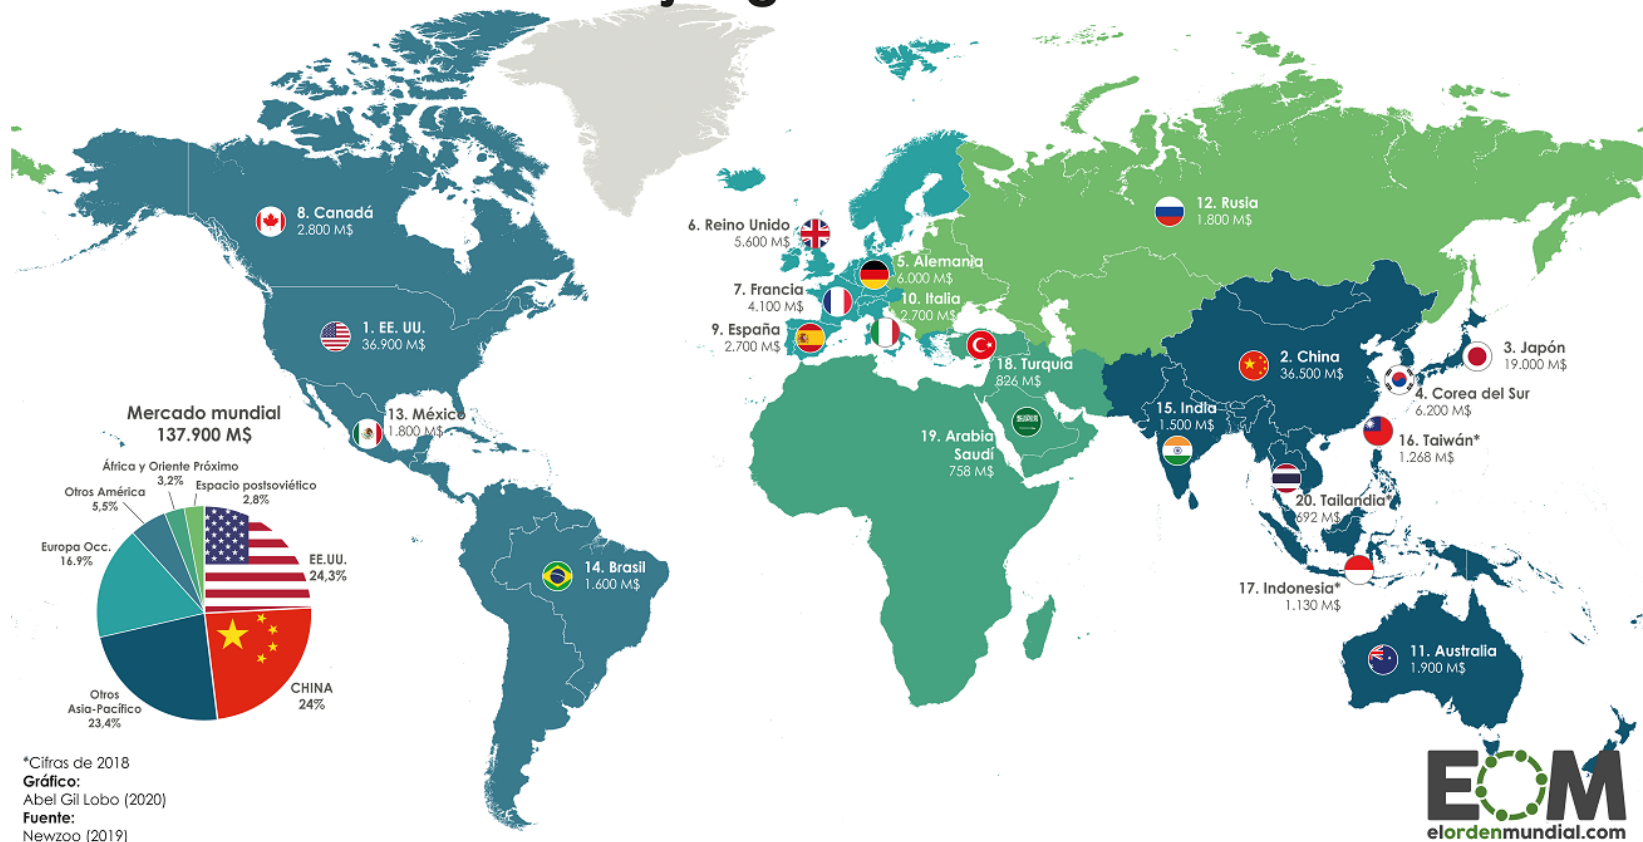 8. Canadá
2.800 M$
1. EE. UU.
36.900 M$
13. México
1.800 M$
14. Brasil
1.600 M$
6. Reino Unido
5.600 M$
5. Alemania
6.000 M$
7. Francia
4.100 M$
10. Italia
2.700 M$
9. España
2.700 M$
12. Rusia
1.800 M$
18. Turquía
826 M$
19. Arabia
Saudí
758 M$
2. China
36.500 M$
3. Japón
19.000 M$
4. Corea del Sur
6.200 M$
15. India
1.500 M$
16. Taiwán*
1.268 M$
20. Tailandia*
692 M$
17. Indonesia*
1.130 M$
11. Australia
1.900 M$
Mercado mundial
137.900 M$
África y Oriente Próximo
3,2%
Espacio postsoviético
2,8%
Otros América
5,5%
Europa Occ.
16.9%
EE.UU.
24,3%
CHINA
24%
Otros
Asia-Pacífico
23,4%
*Cifras de 2018
Gráfico:
Abel Gil Lobo (2020)
Fuente:
Newzoo (2019)
EOM
elordenmundial.com